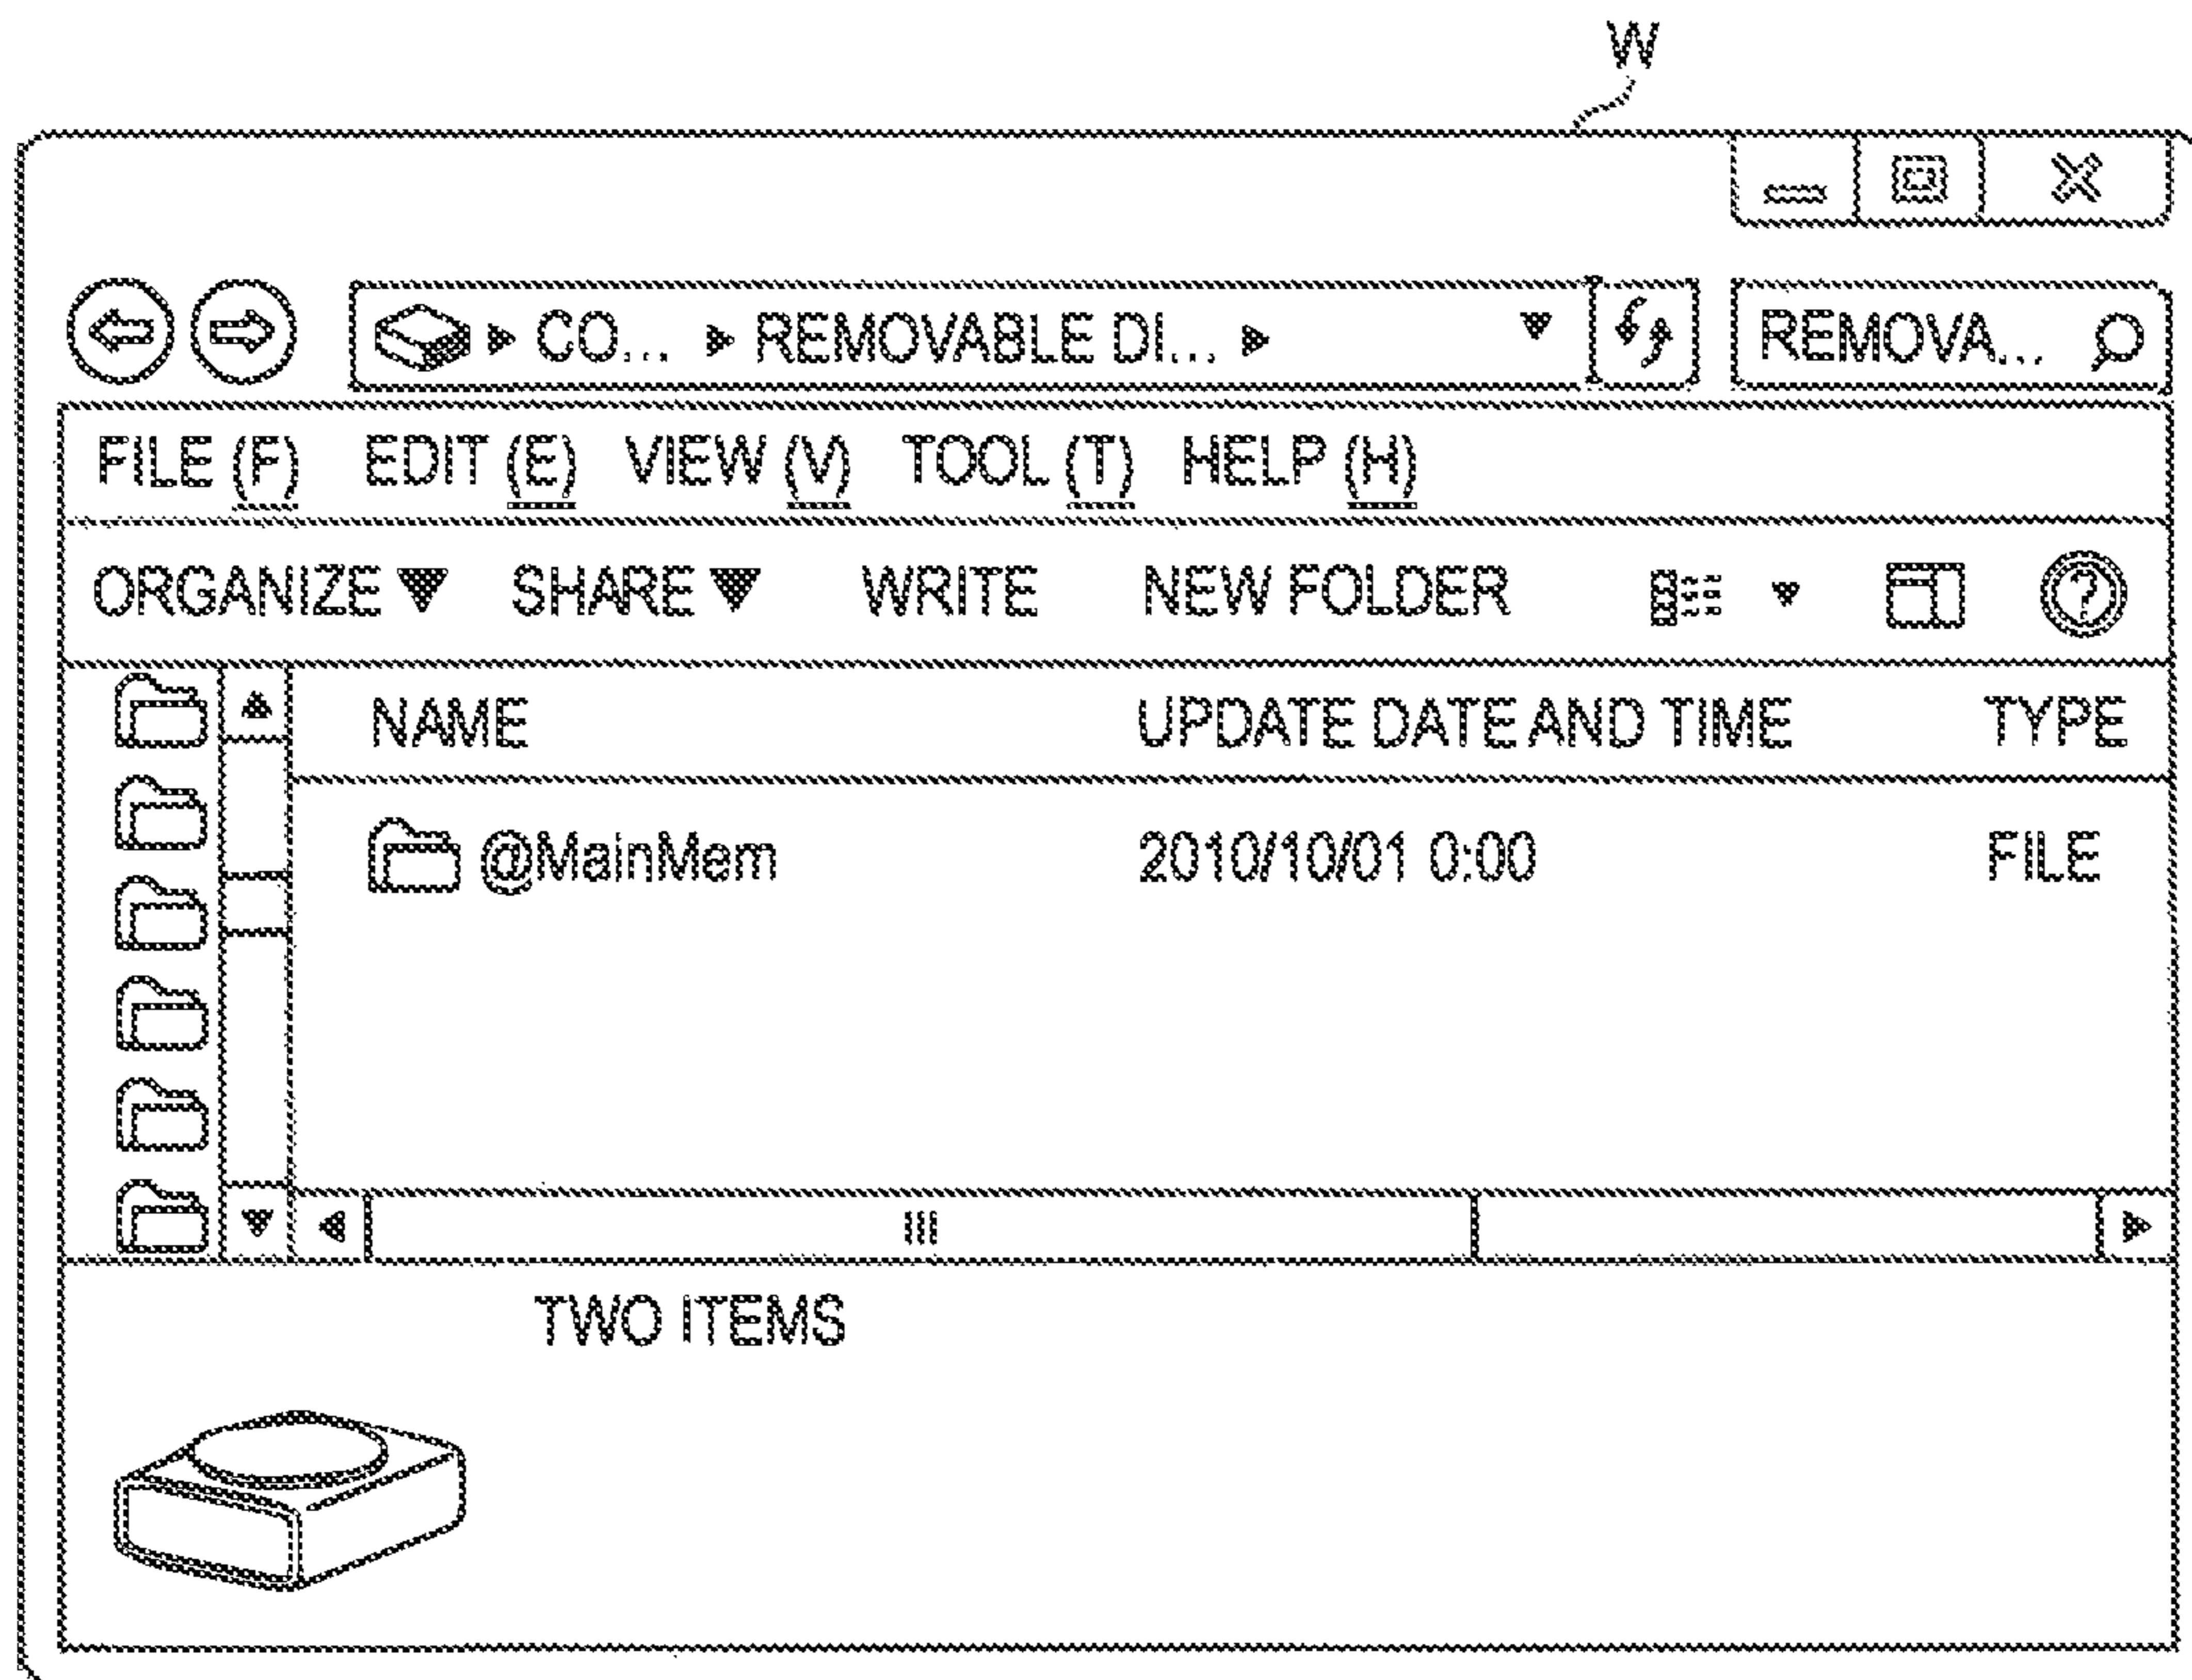 W
CO... REMOVABLE DI... REMOVA...
FILE (F) EDIT (E) VIEW (V) TOOL (T) HELP (H)
ORGANIZE SHARE WRITE NEW FOLDER ?
NAME UPDATE DATE AND TIME TYPE
@MainMem 2010/10/01 0:00 FILE
TWO ITEMS